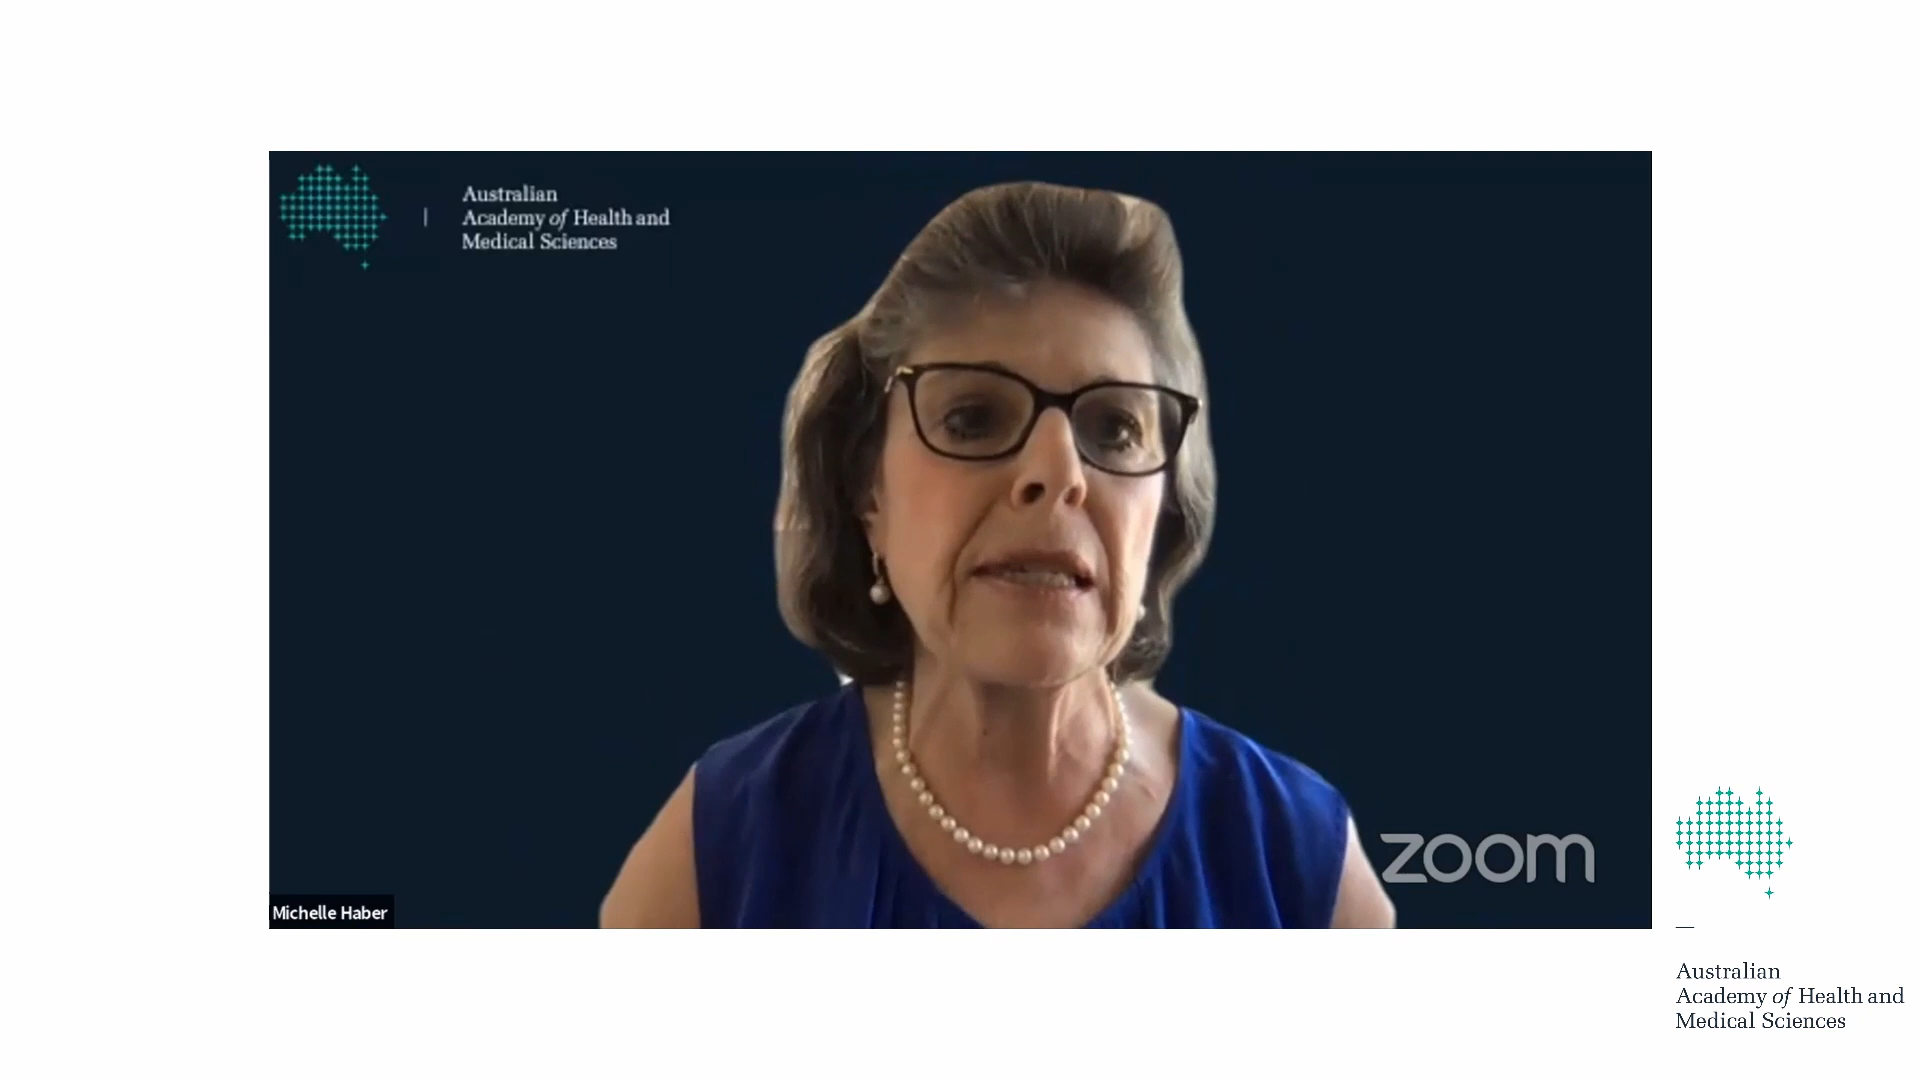 Australian
Academy of Health and
Medical Sciences
zoom
Michelle Haber
Australian
Academy of Health and
Medical Sciences